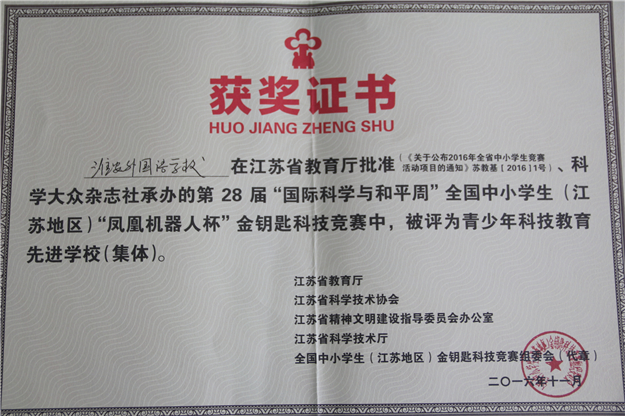 获奖证书
HUO JIANG ZHENG SHU
淮安外国语学校 在江苏省教育厅批准(《关于公布2016年全省中小学生竞赛活动项目的通知》苏教基[2016]1号)、科
学大众杂志社承办的第 28 届“国际科学与和平周”全国中小学生(江
苏地区)“凤凰机器人杯”金钥匙科技竞赛中，被评为青少年科技教育
先进学校(集体)。
江苏省教育厅
江苏省科学技术协会
江苏省精神文明建设指导委员会办公室
江苏省科学技术厅
全国中小学生(江苏地区)金钥匙科技竞赛组委会(代章)
二〇一六年十一月